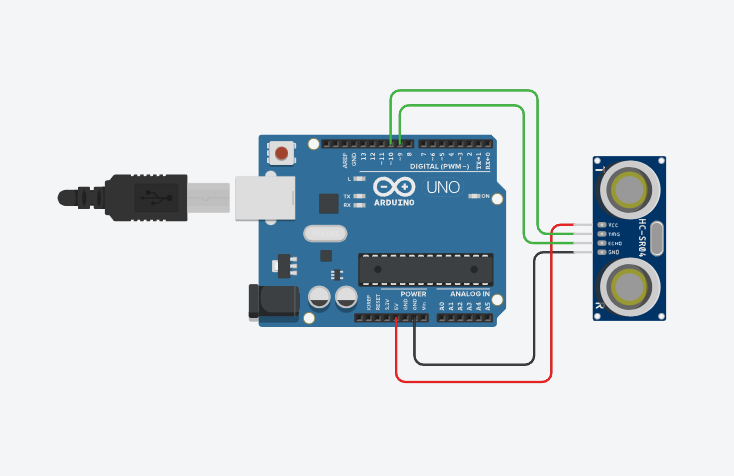 AREF
GND
13
12
~11
~10
~9
8
7
~6
~5
4
~3
2
TX→1
RX←0
DIGITAL (PWM ~)
L
TX
RX
ARDUINO
UNO
ON
POWER
ANALOG IN
IOREF
RESET
3.3V
5V
GND
GND
Vin
A0
A1
A2
A3
A4
A5
T
VCC
TRIG
ECHO
GND
HC-SR04
R